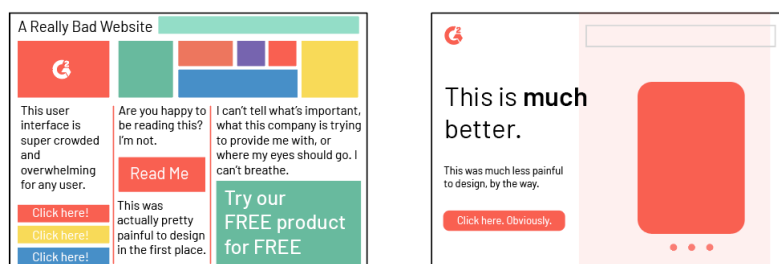 A Really Bad Website
G2
This user
interface is
super crowded
and
overwhelming
for any user.
Click here!
Click here!
Click here!
Are you happy to
be reading this?
I'm not.
Read Me
This was
actually pretty
painful to design
in the first place.
I can't tell what's important,
what this company is trying
to provide me with, or
where my eyes should go. I
can't breathe.
Try our
FREE product
for FREE
G2
This is much
better.
This was much less painful
to design, by the way.
Click here. Obviously.